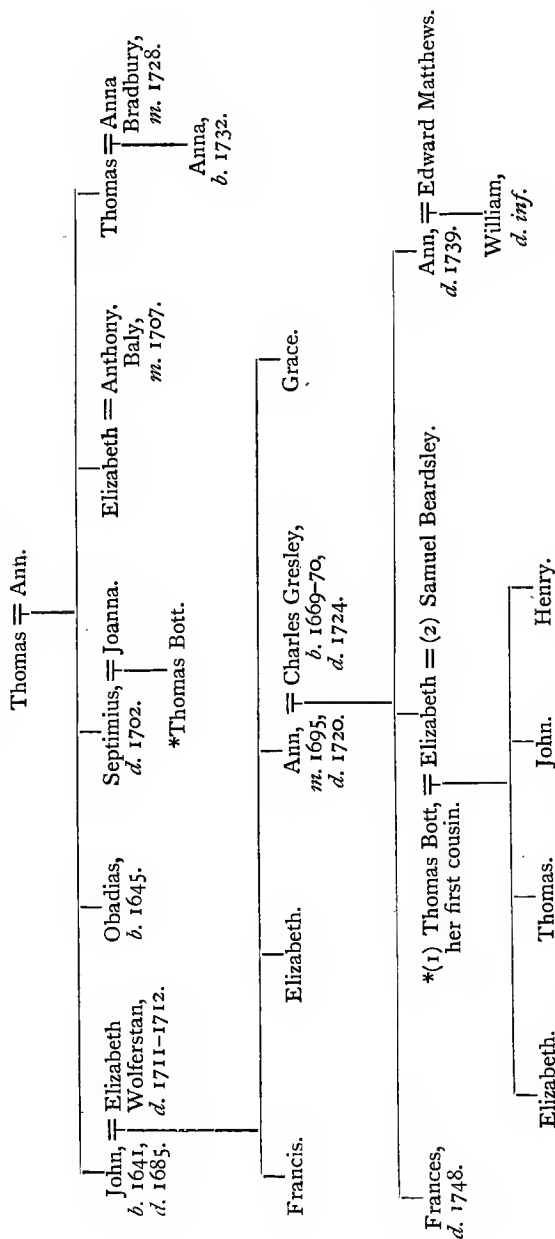 Thomas = Ann.
John, = Elizabeth
b. 1641, Wolferstan,
d. 1685. d. 1711–1712.
Obadias,
b. 1645.
Septimius, = Joanna.
d. 1702.
*Thomas Bott.
Elizabeth = Anthony.
Baly,
m. 1707.
Thomas = Anna
Bradbury,
m. 1728.
Anna,
b. 1732.
Francis.
Elizabeth.
Ann, = Charles Gresley,
m. 1695, b. 1669–70,
d. 1720. d. 1724.
Grace.
Frances,
d. 1748.
*(1) Thomas Bott, = Elizabeth = (2) Samuel Beardsley.
her first cousin.
Ann, = Edward Matthews.
d. 1739.
William,
d. inf.
Elizabeth.
Thomas.
John.
Henry.